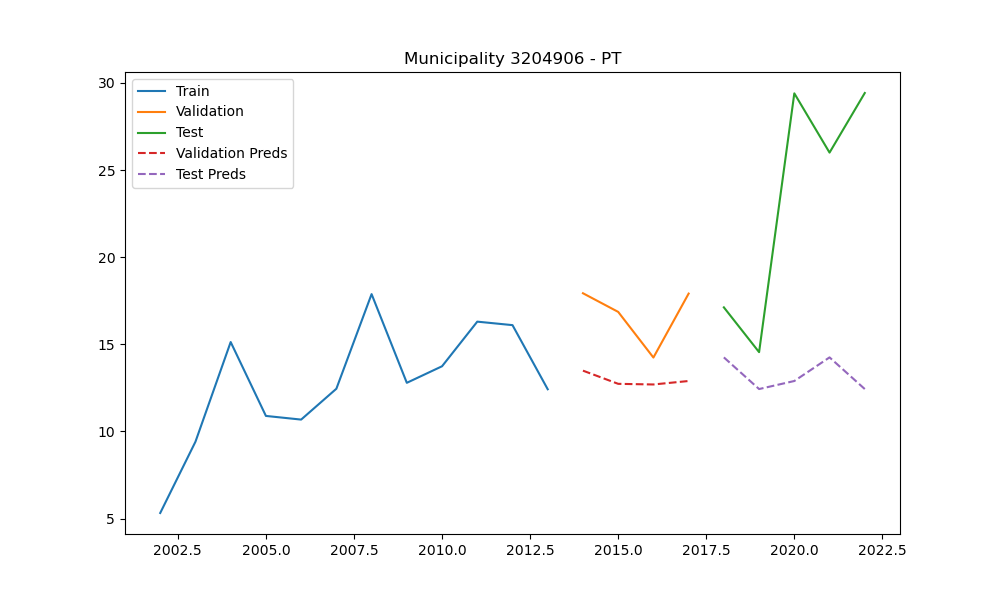 Municipality 3204906 - PT
Train
Validation
Test
Validation Preds
Test Preds
30
25
20
15
10
5
2002.5 2005.0 2007.5 2010.0 2012.5 2015.0 2017.5 2020.0 2022.5